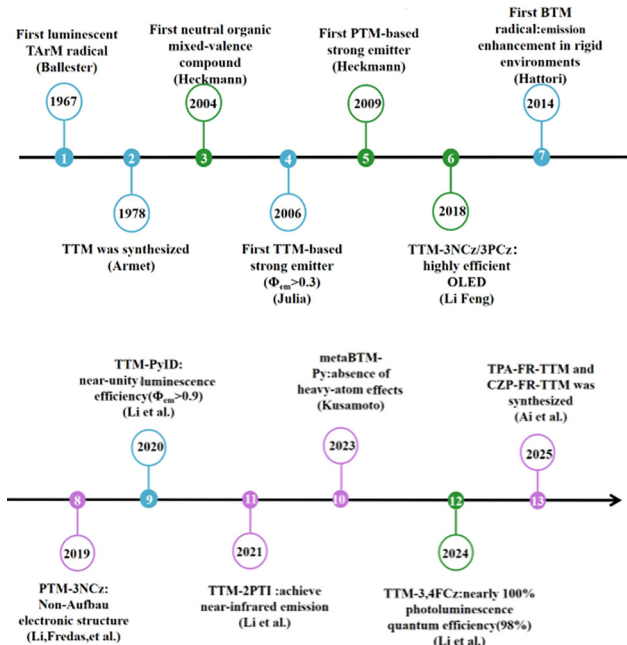 First luminescent
TArM radical
(Ballester)
1967
1
2
1978
TTM was synthesized
(Armet)
First neutral organic
mixed-valence
compound
(Heckmann)
2004
3
4
2006
First TTM-based
strong emitter
(Φem>0.3)
(Julia)
First PTM-based
strong emitter
(Heckmann)
2009
5
6
2018
TTM-3NCz/3PCz:
highly efficient
OLED
(Li Feng)
First BTM
radical:emission
enhancement in rigid
environments
(Hattori)
2014
7
8
2019
PTM-3NCz:
Non-Aufbau
electronic structure
(Li,Fredas,et al.)
TTM-PyID:
near-unity luminescence
efficiency(Φem>0.9)
(Li et al.)
2020
9
11
2021
TTM-2PTI :achieve
near-infrared emission
(Li et al.)
metaBTM-
Py:absence of
heavy-atom effects
(Kusamoto)
2023
10
12
2024
TTM-3,4FCz:nearly 100%
photoluminescence
quantum efficiency(98%)
(Li et al.)
TPA-FR-TTM and
CZP-FR-TTM was
synthesized
(Ai et al.)
2025
13